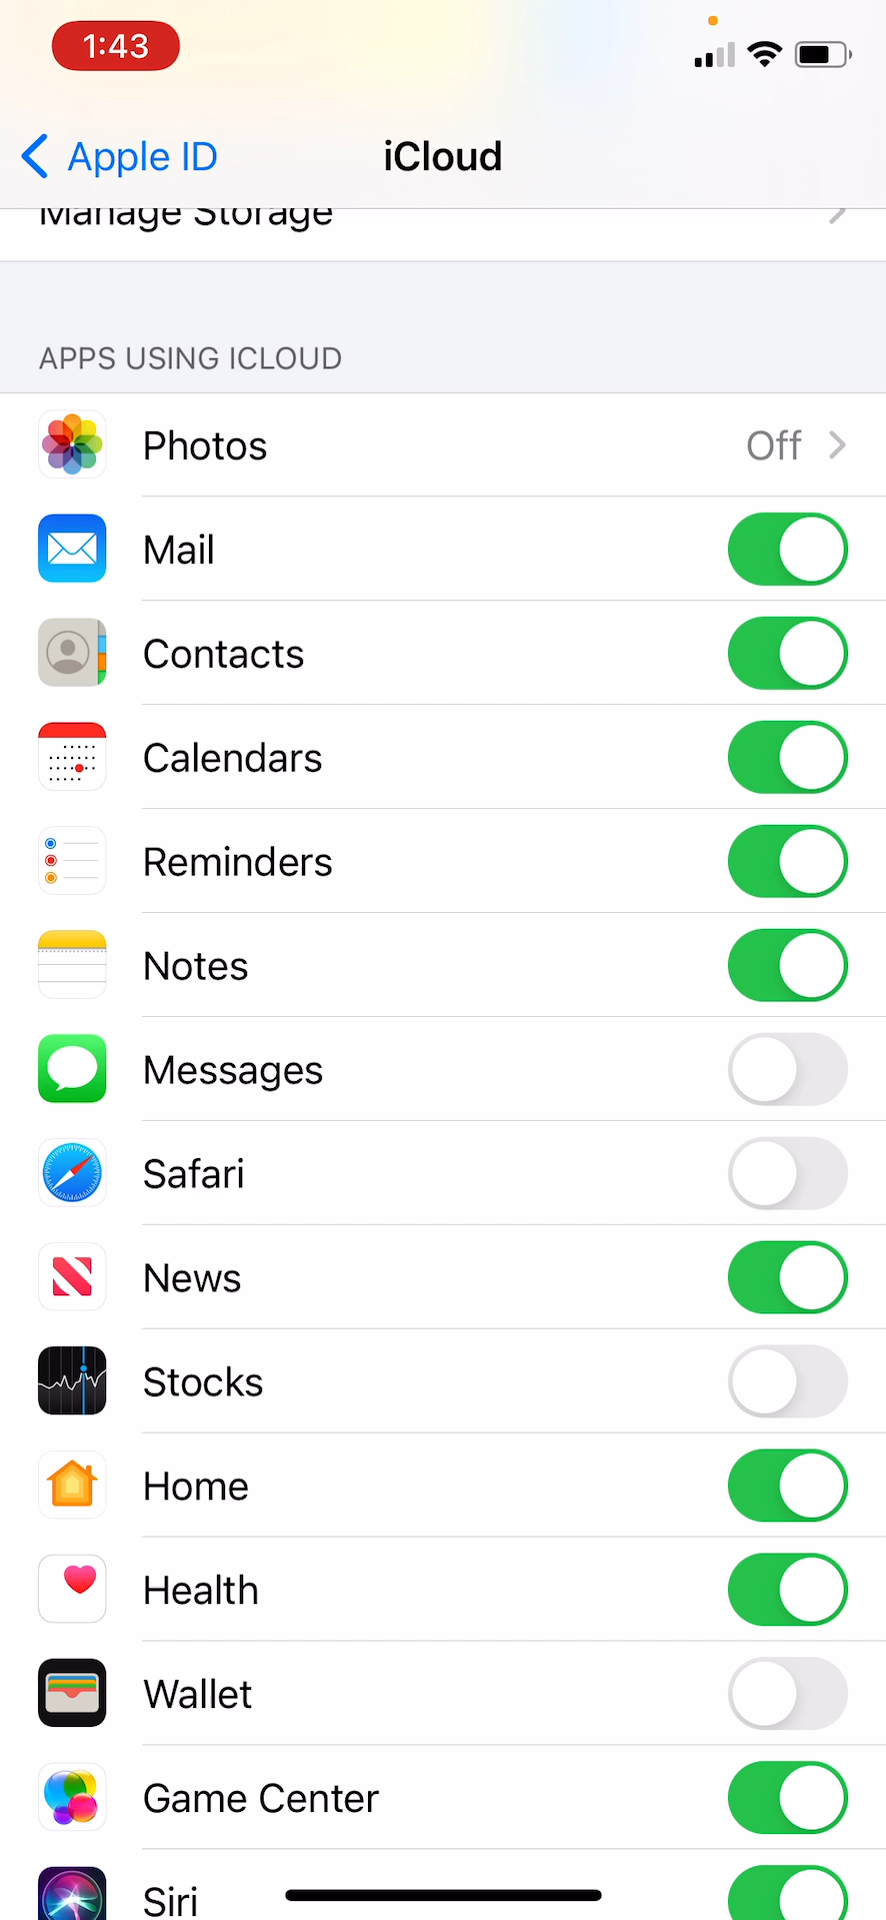 1:43
Apple ID
iCloud
Manage Storage
APPS USING ICLOUD
Photos
Off
Mail
Contacts
Calendars
Reminders
Notes
Messages
Safari
News
Stocks
Home
Health
Wallet
Game Center
Siri